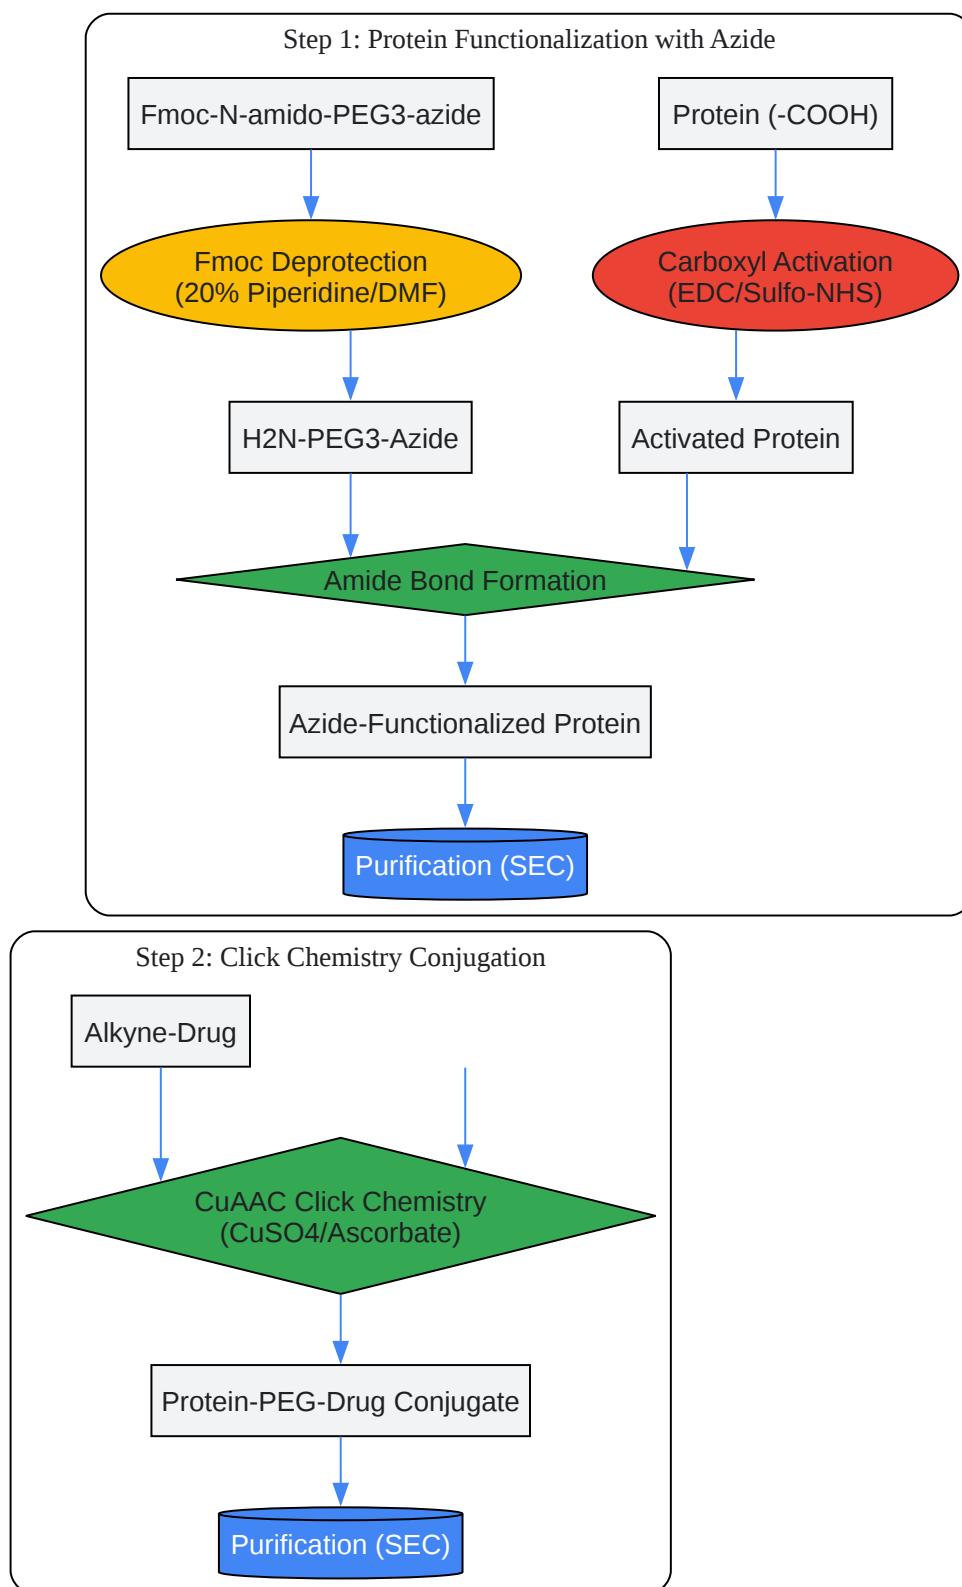 Step 1: Protein Functionalization with Azide
Fmoc-N-amido-PEG3-azide
Protein (-COOH)
Fmoc Deprotection
(20% Piperidine/DMF)
Carboxyl Activation
(EDC/Sulfo-NHS)
H2N-PEG3-Azide
Activated Protein
Amide Bond Formation
Azide-Functionalized Protein
Purification (SEC)
Step 2: Click Chemistry Conjugation
Alkyne-Drug
CuAAC Click Chemistry
(CuSO4/Ascorbate)
Protein-PEG-Drug Conjugate
Purification (SEC)